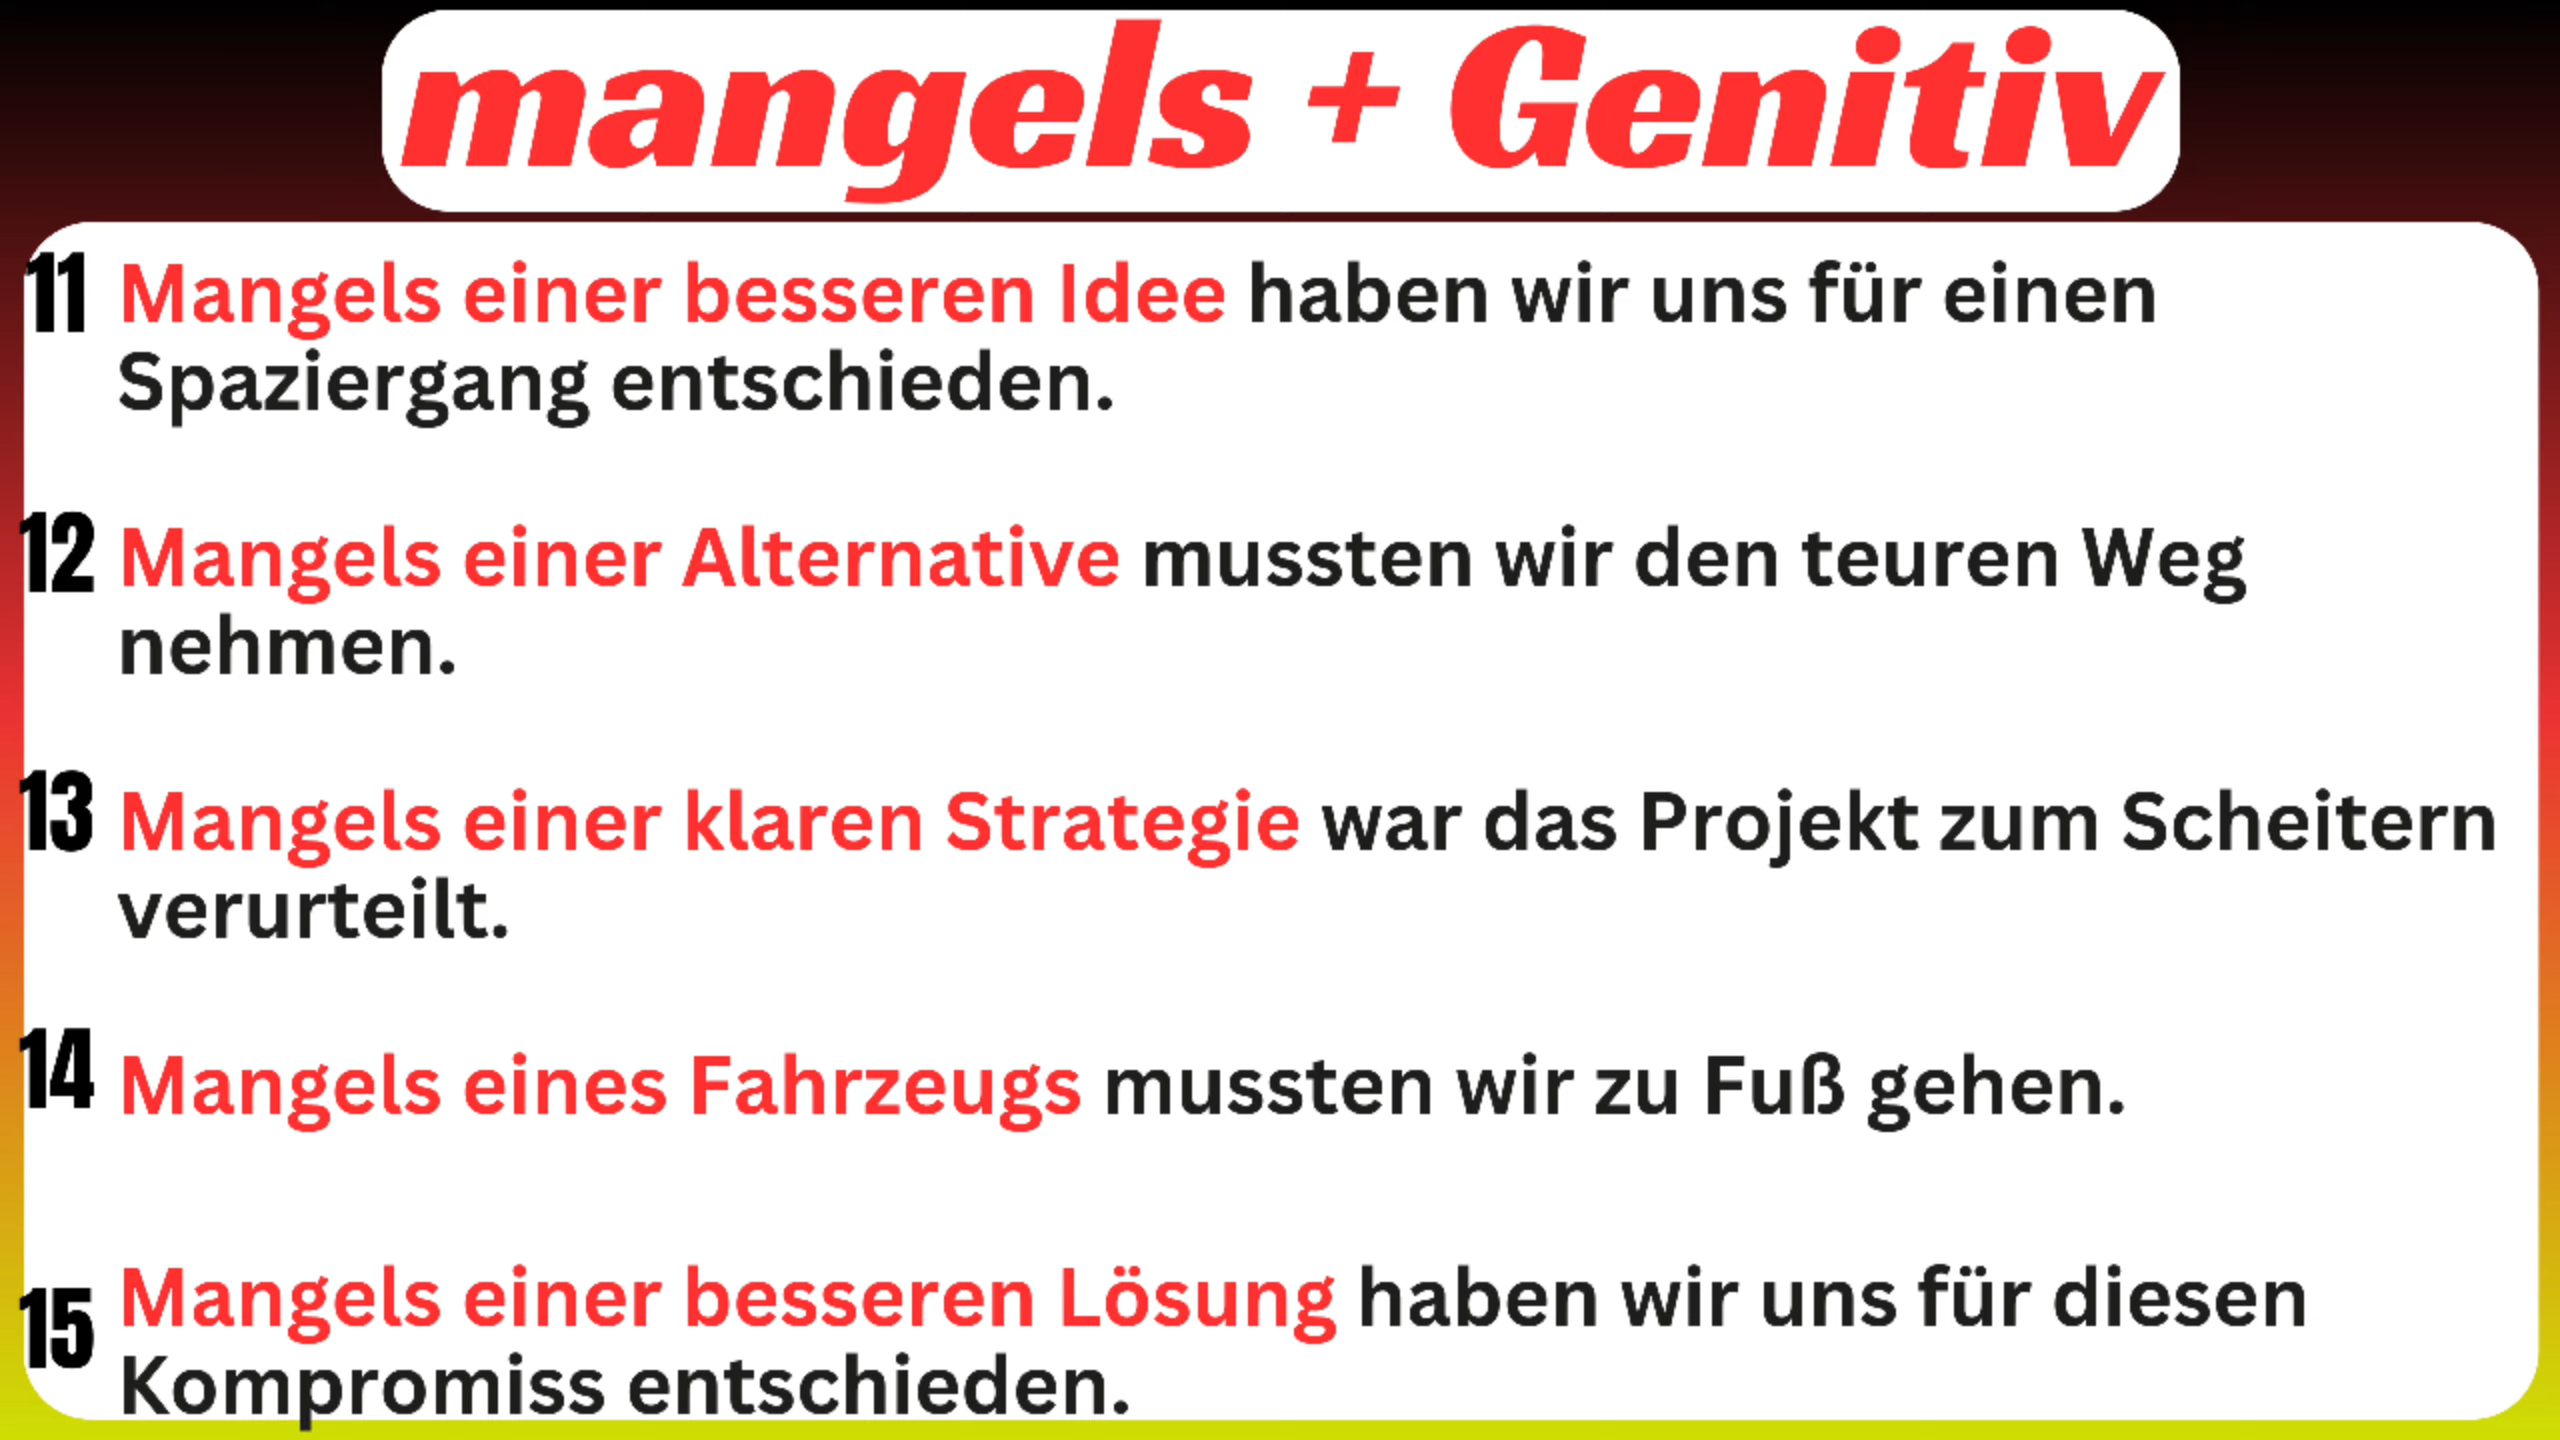 mangels + Genitiv
11 Mangels einer besseren Idee haben wir uns für einen
Spaziergang entschieden.
12 Mangels einer Alternative mussten wir den teuren Weg
nehmen.
13 Mangels einer klaren Strategie war das Projekt zum Scheitern
verurteilt.
14 Mangels eines Fahrzeugs mussten wir zu Fuß gehen.
15 Mangels einer besseren Lösung haben wir uns für diesen
Kompromiss entschieden.